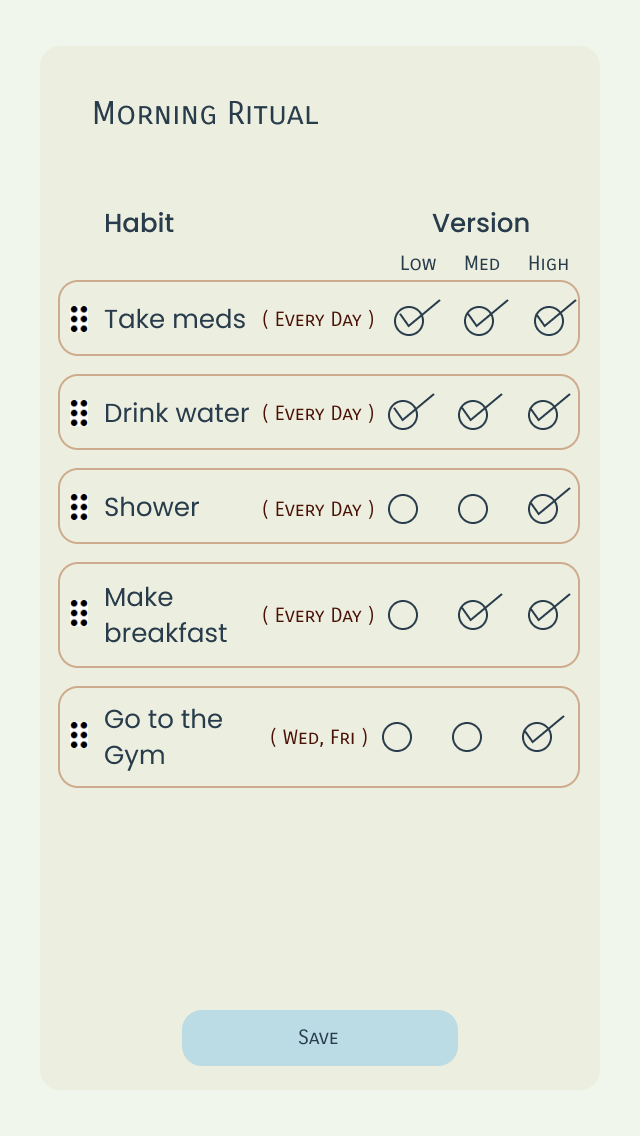 Morning Ritual
Habit Version
Low Med High
Take meds ( Every Day )
Drink water ( Every Day )
Shower ( Every Day )
Make
breakfast ( Every Day )
Go to the
Gym ( Wed, Fri )
Save